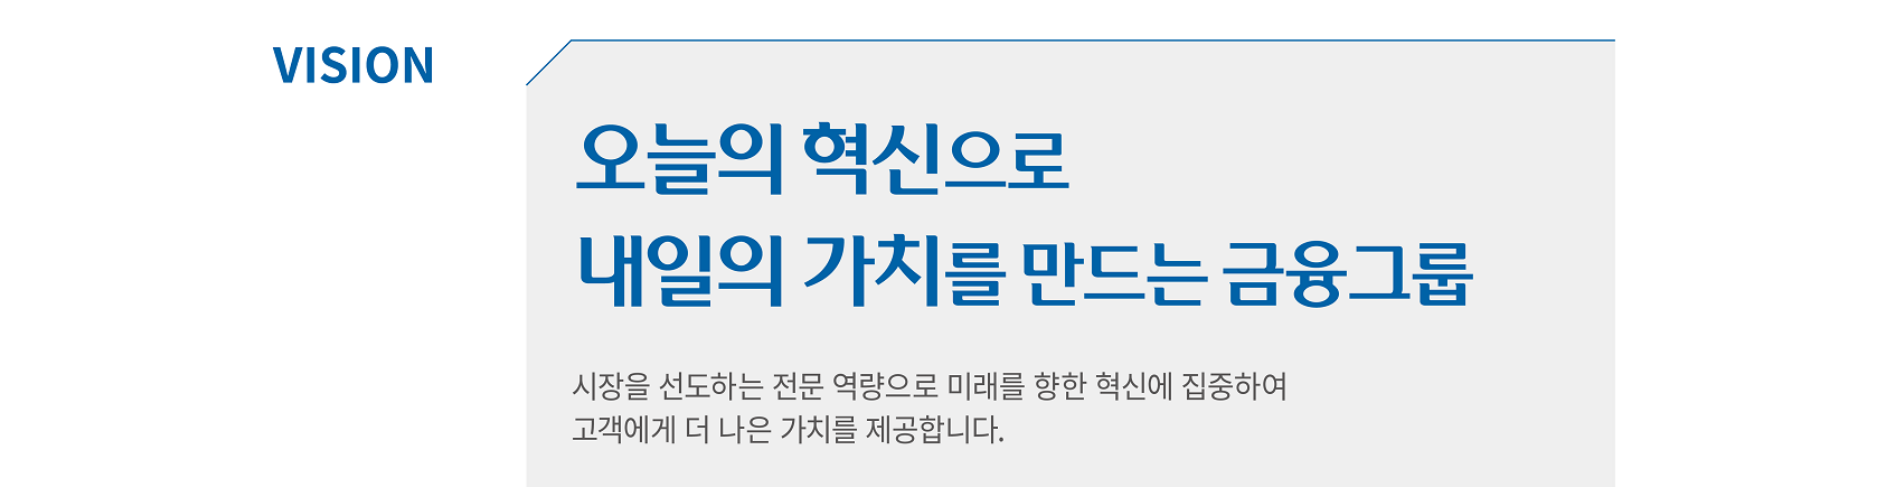 VISION
오늘의 혁신으로
내일의 가치를 만드는 금융그룹
시장을 선도하는 전문 역량으로 미래를 향한 혁신에 집중하여
고객에게 더 나은 가치를 제공합니다.